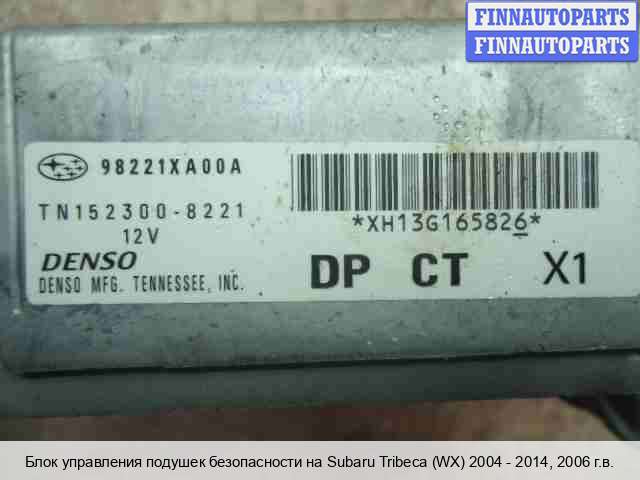 FINNAUTOPARTS
FINNAUTOPARTS
98221XA00A
TN152300-8221
12V
DENSO
DENSO MFG. TENNESSEE, INC.
*XH13G165826*
DP CT X1
Блок управления подушек безопасности на Subaru Tribeca (WX) 2004 - 2014, 2006 г.в.